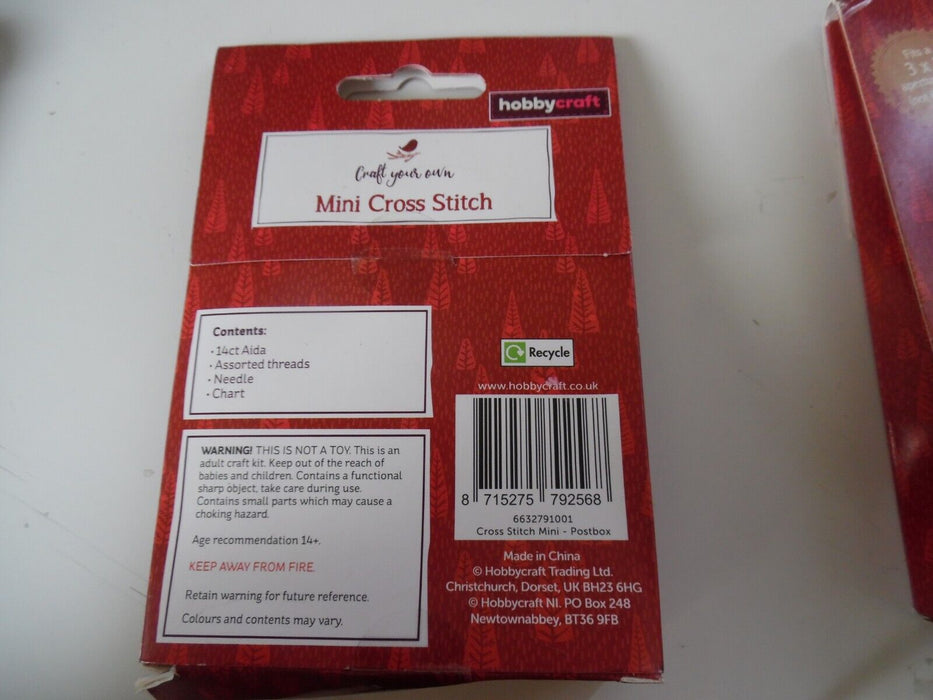 hobbycraft
Craft your own
Mini Cross Stitch
Contents:
· 14ct Aida
· Assorted threads
· Needle
· Chart
WARNING! THIS IS NOT A TOY. This is an
adult craft kit. Keep out of the reach of
babies and children. Contains a functional
sharp object, take care during use.
Contains small parts which may cause a
choking hazard.
Age recommendation 14+.
KEEP AWAY FROM FIRE.
Retain warning for future reference.
Colours and contents may vary.
Recycle
www.hobbycraft.co.uk
8 715275 792568
6632791001
Cross Stitch Mini - Postbox
Made in China
© Hobbycraft Trading Ltd.
Christchurch, Dorset, UK BH23 6HG
© Hobbycraft NI. PO Box 248
Newtownabbey, BT36 9FB
Fits a
3 x